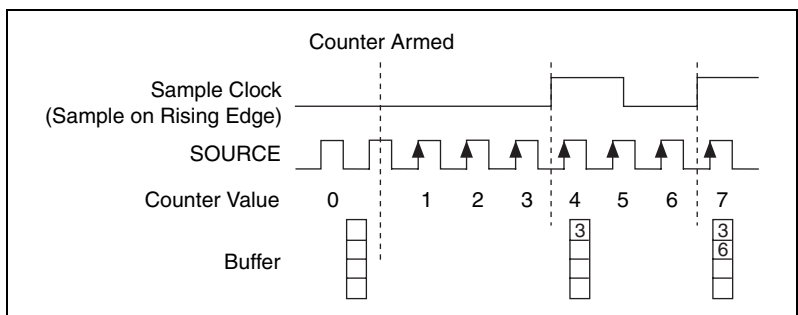 Counter Armed
Sample Clock
(Sample on Rising Edge)
SOURCE
Counter Value 0 1 2 3 4 5 6 7
Buffer 3 3
6